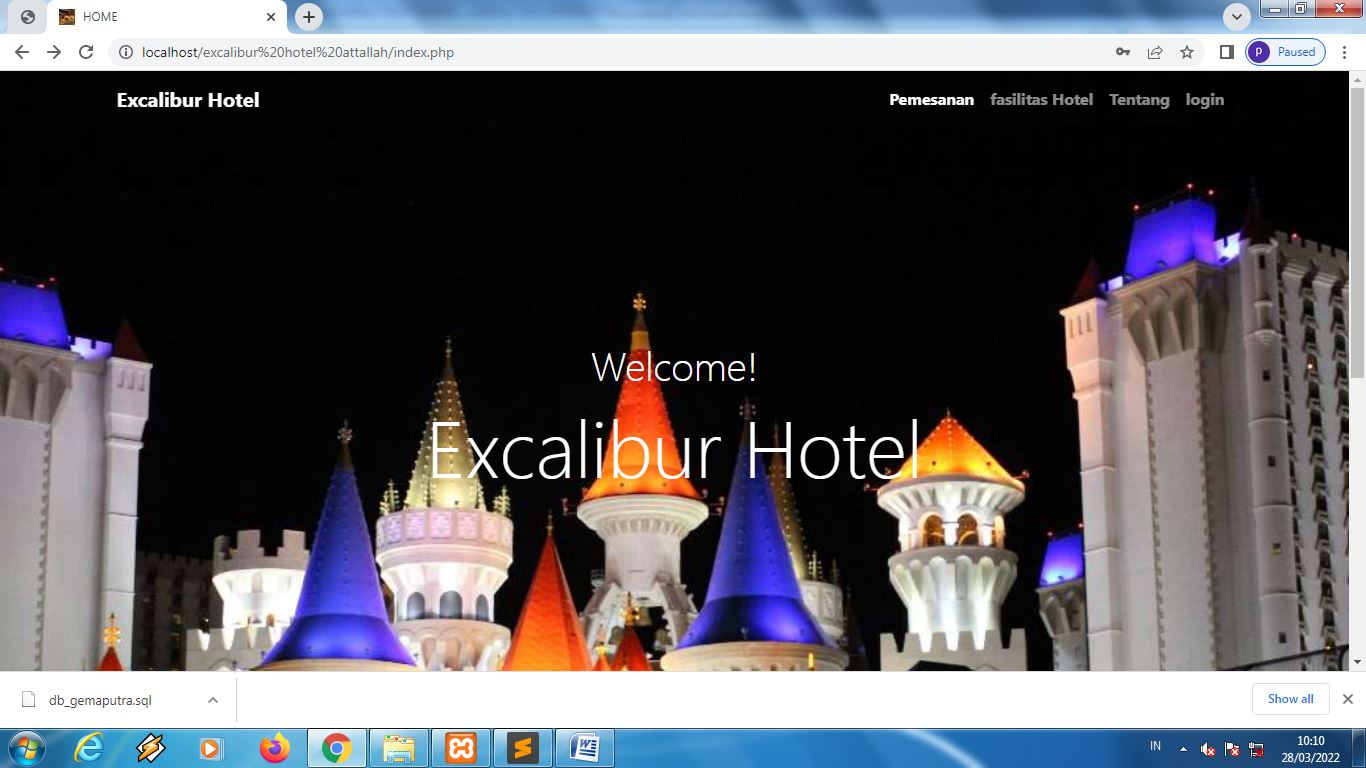 HOME
localhost/excalibur%20hotel%20attallah/index.php
p
Paused
Excalibur Hotel
Pemesanan fasilitas Hotel Tentang login
Welcome!
Excalibur Hotel
db_gemaputra.sql
Show all
IN
10:10
28/03/2022